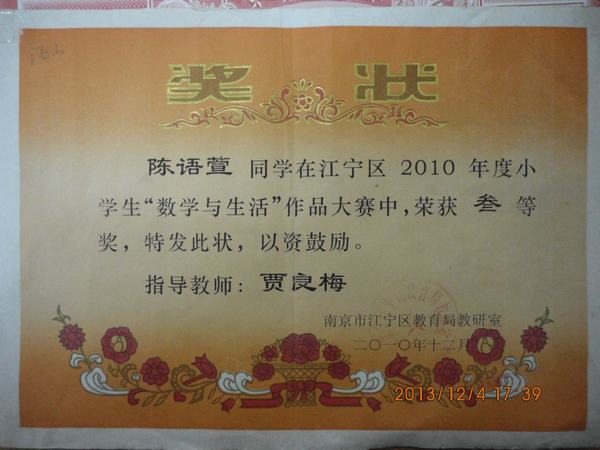 汤山
奖状
陈语萱 同学在江宁区 2010 年度小
学生“数学与生活”作品大赛中，荣获 叁 等
奖，特发此状，以资鼓励。
指导教师：贾良梅
南京市江宁区教育局教研室
二〇一〇年十二月
2013/12/4 17:39